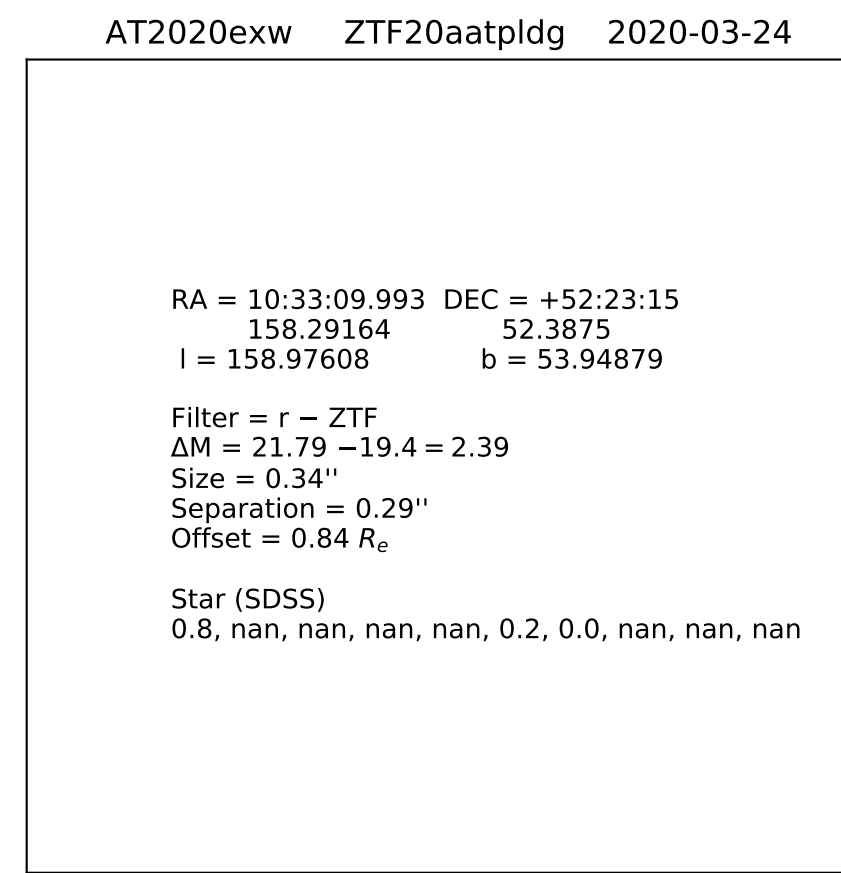 AT2020exw ZTF20aatpldg 2020-03-24
RA = 10:33:09.993 DEC = +52:23:15
158.29164 52.3875
l = 158.97608 b = 53.94879
Filter = r − ZTF
ΔM = 21.79 −19.4 = 2.39
Size = 0.34''
Separation = 0.29''
Offset = 0.84 Re
Star (SDSS)
0.8, nan, nan, nan, nan, 0.2, 0.0, nan, nan, nan